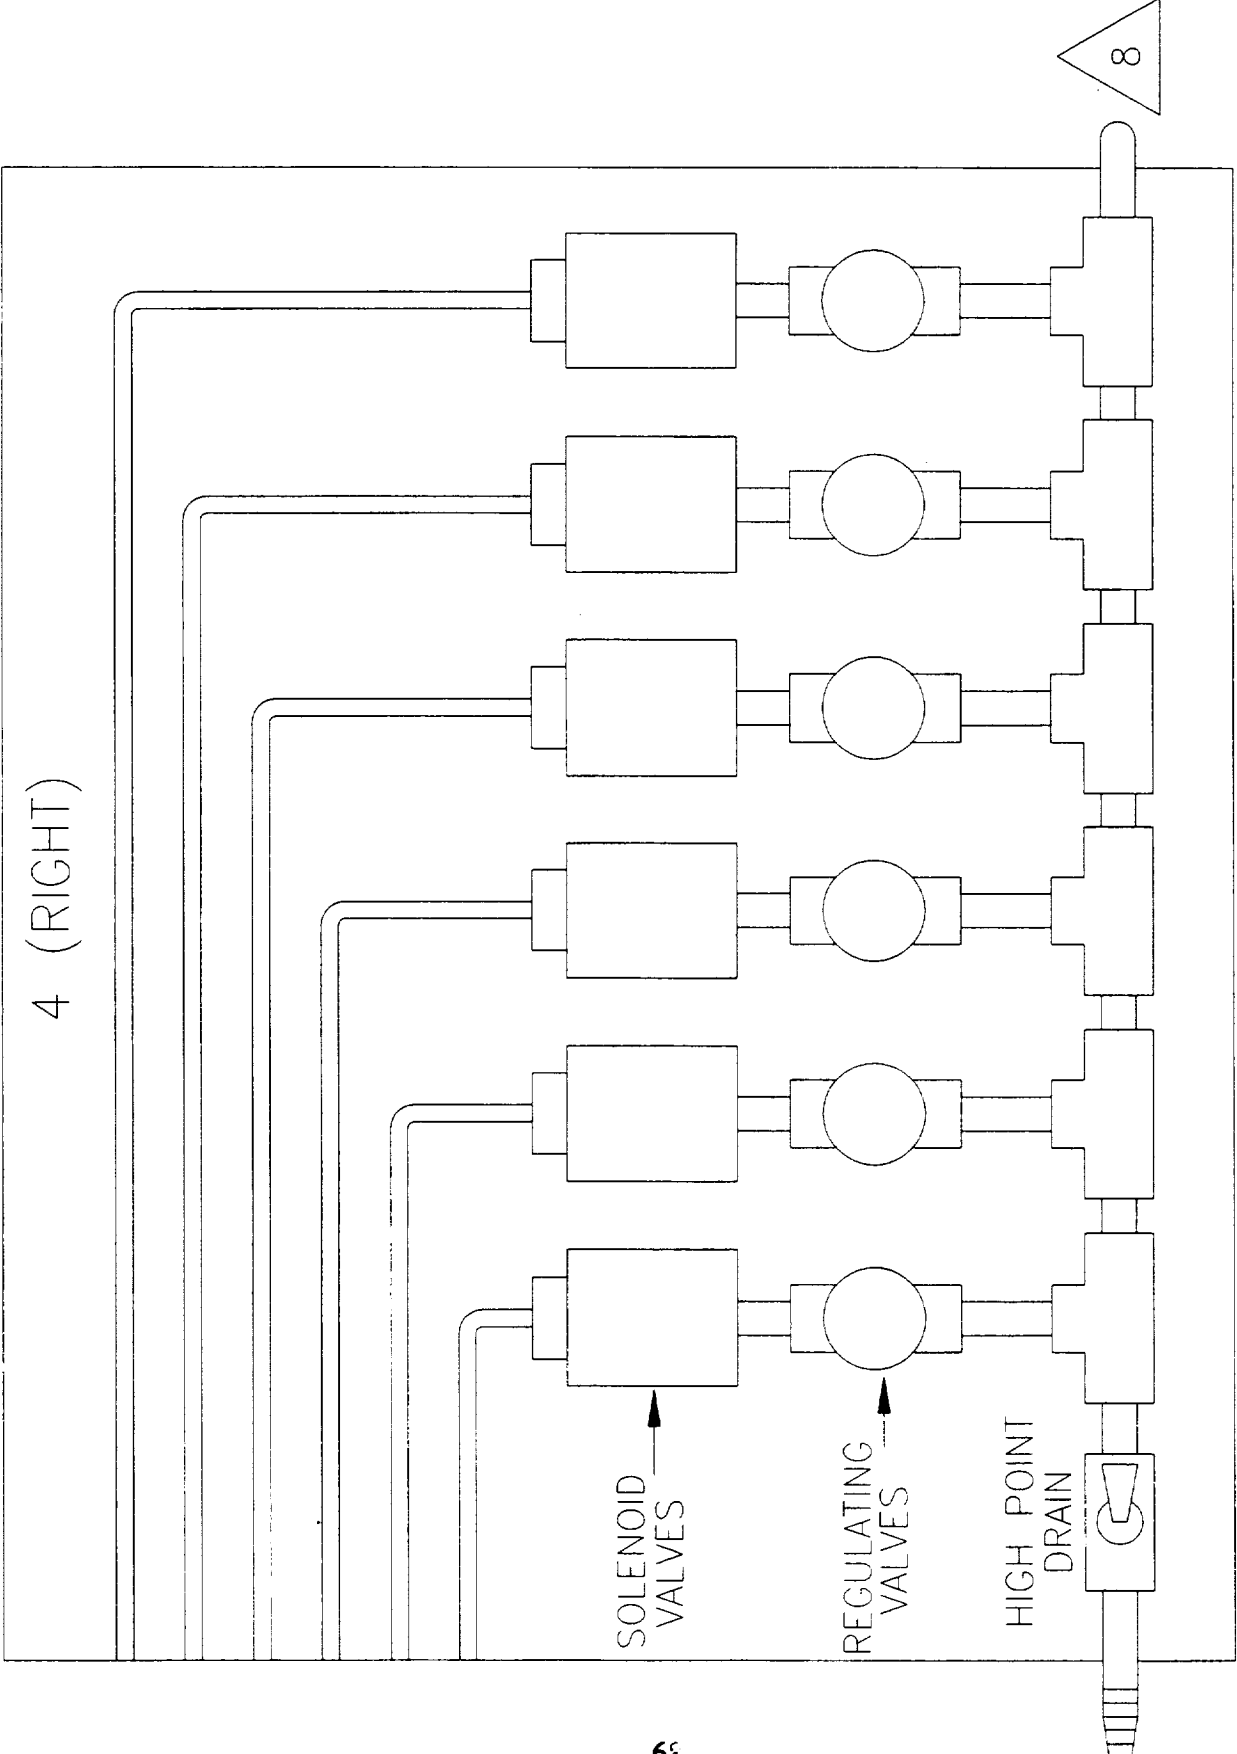 4 (RIGHT)
SOLENOID
VALVES
REGULATING
VALVES
HIGH POINT
DRAIN
8